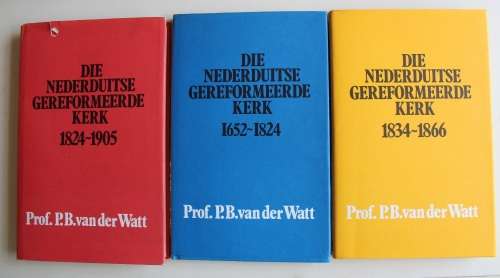 DIE
NEDERDUITSE
GEREFORMEERDE
KERK
1824~1905
Prof. P.B. van der Watt
DIE
NEDERDUITSE
GEREFORMEERDE
KERK
1652~1824
Prof. P.B. van der Watt
DIE
NEDERDUITSE
GEREFORMEERDE
KERK
1834~1866
Prof. P.B. van der Watt